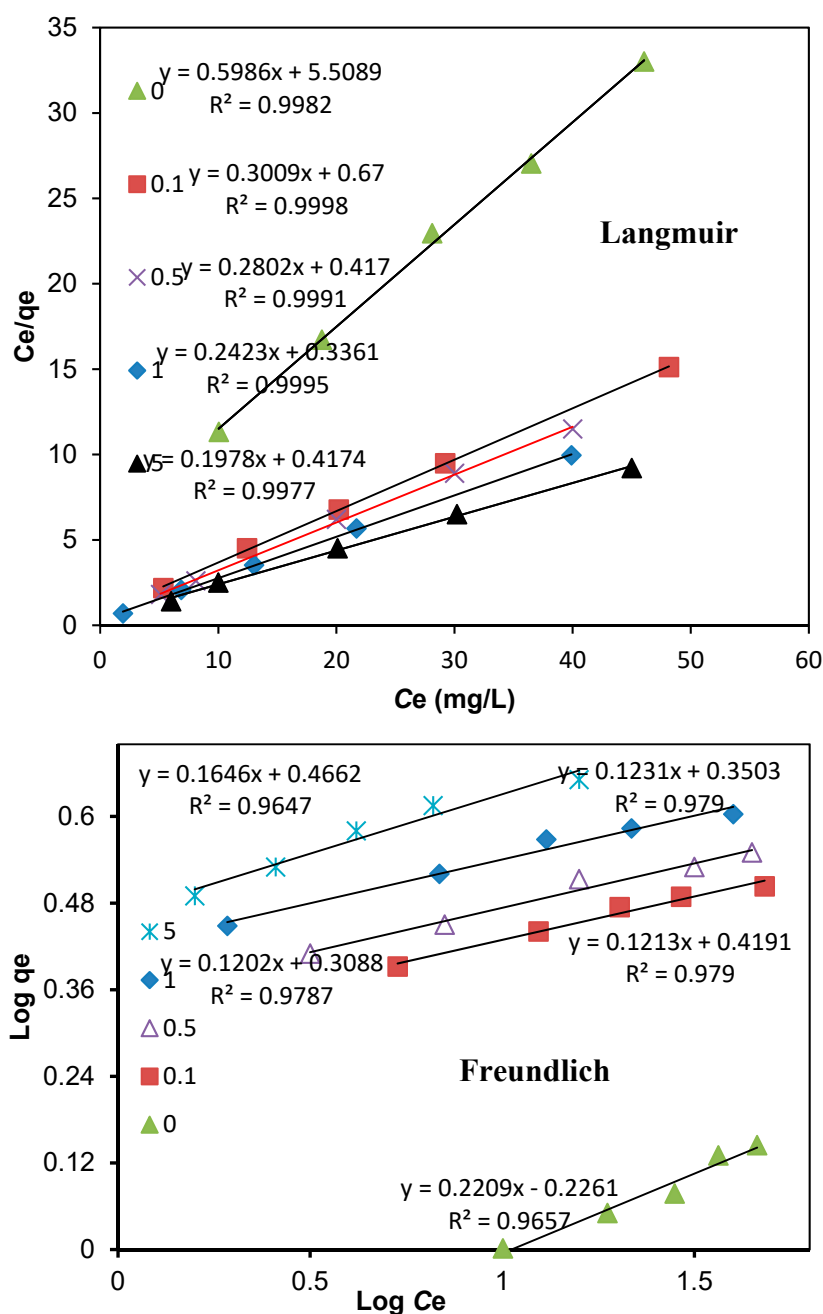 35
30
25
20
15
10
5
0
Ce/qe
0
y = 0.5986x + 5.5089
R² = 0.9982
0.1
y = 0.3009x + 0.67
R² = 0.9998
Langmuir
0.5
y = 0.2802x + 0.417
R² = 0.9991
1
y = 0.2423x + 0.3361
R² = 0.9995
5
y = 0.1978x + 0.4174
R² = 0.9977
0 10 20 30 40 50 60
Ce (mg/L)
y = 0.1646x + 0.4662
R² = 0.9647
y = 0.1231x + 0.3503
R² = 0.979
0.6
0.48
0.36
0.24
0.12
0
Log qe
5
1
y = 0.1202x + 0.3088
R² = 0.9787
y = 0.1213x + 0.4191
R² = 0.979
0.5
0.1
0
Freundlich
y = 0.2209x - 0.2261
R² = 0.9657
0 0.5 1 1.5
Log Ce